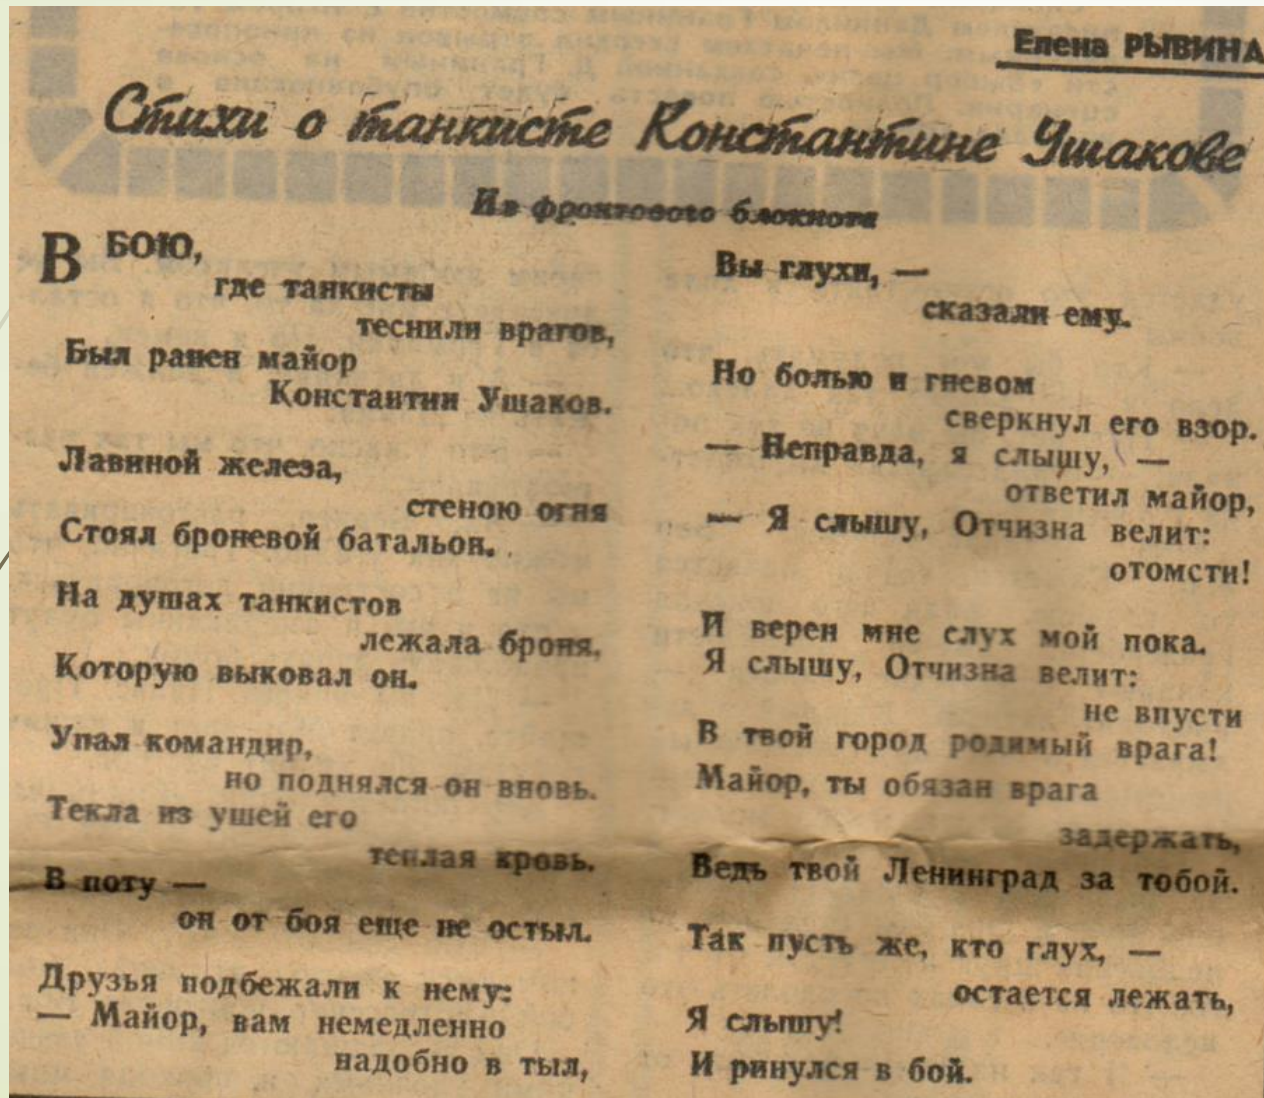 Елена РЫВИНА
Стихи о танкисте Константине Ушакове
Из фронтового блокнота
В БОЮ,
где танкисты
теснили врагов,
Был ранен майор
Константин Ушаков.
Лавиной железа,
стеною огня
Стоял броневой батальон.
На душах танкистов
лежала броня,
Которую выковал он.
Упал командир,
но поднялся он вновь.
Текла из ушей его
теплая кровь.
В поту —
он от боя еще не остыл.
Друзья подбежали к нему:
— Майор, вам немедленно
надобно в тыл,
Вы глухи, —
сказали ему.
Но болью и гневом
сверкнул его взор.
— Неправда, я слышу, —
ответил майор,
— Я слышу, Отчизна велит:
отомсти!
И верен мне слух мой пока.
Я слышу, Отчизна велит:
не впусти
В твой город родимый врага!
Майор, ты обязан врага
задержать,
Ведь твой Ленинград за тобой.
Так пусть же, кто глух, —
остается лежать,
Я слышу!
И ринулся в бой.